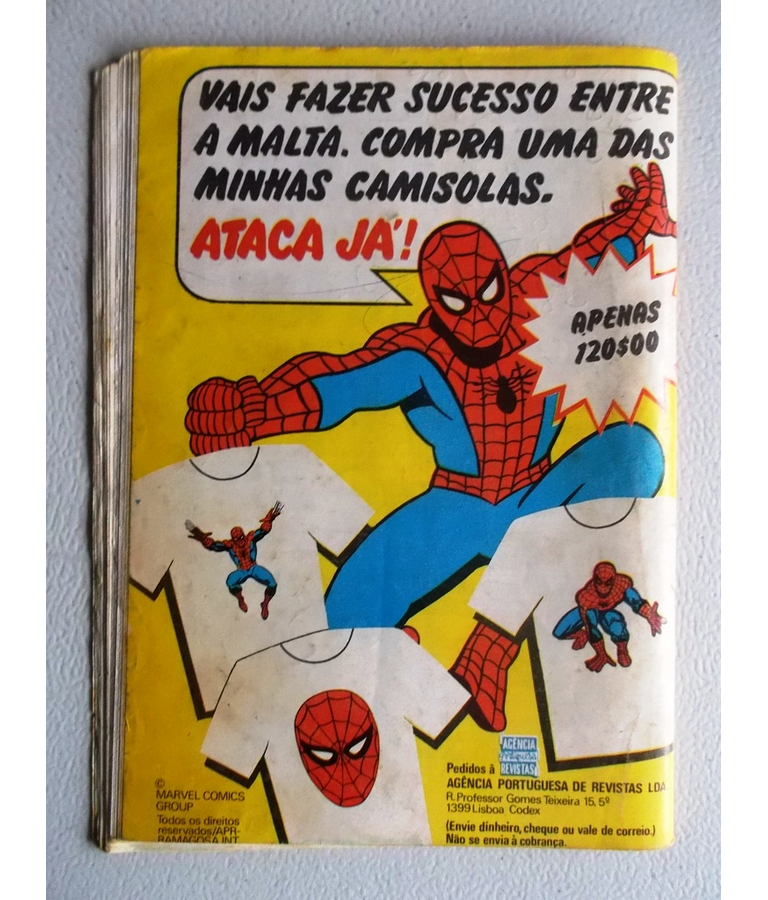 VAIS FAZER SUCESSO ENTRE
A MALTA. COMPRA UMA DAS
MINHAS CAMISOLAS.
ATACA JÁ!
APENAS
120$00
©
MARVEL COMICS
GROUP
Todos os direitos
reservados/APR-
RAMAGOSA INT
AGÊNCIA
REVISTAS
Pedidos à
AGÊNCIA PORTUGUESA DE REVISTAS LDA.
R. Professor Gomes Teixeira 15, 5º
1399 Lisboa Codex
(Envie dinheiro, cheque ou vale de correio.)
Não se envia à cobrança.